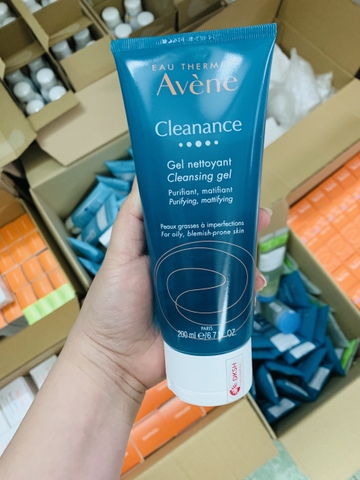 EAU THERMALE
Avène
Cleanance
Gel nettoyant
Cleansing gel
Purifiant, matifiant
Purifying, mattifying
Peaux grasses à imperfections
For oily, blemish-prone skin
PARIS
200 ml ℮/6.7 FL.OZ
DKSH